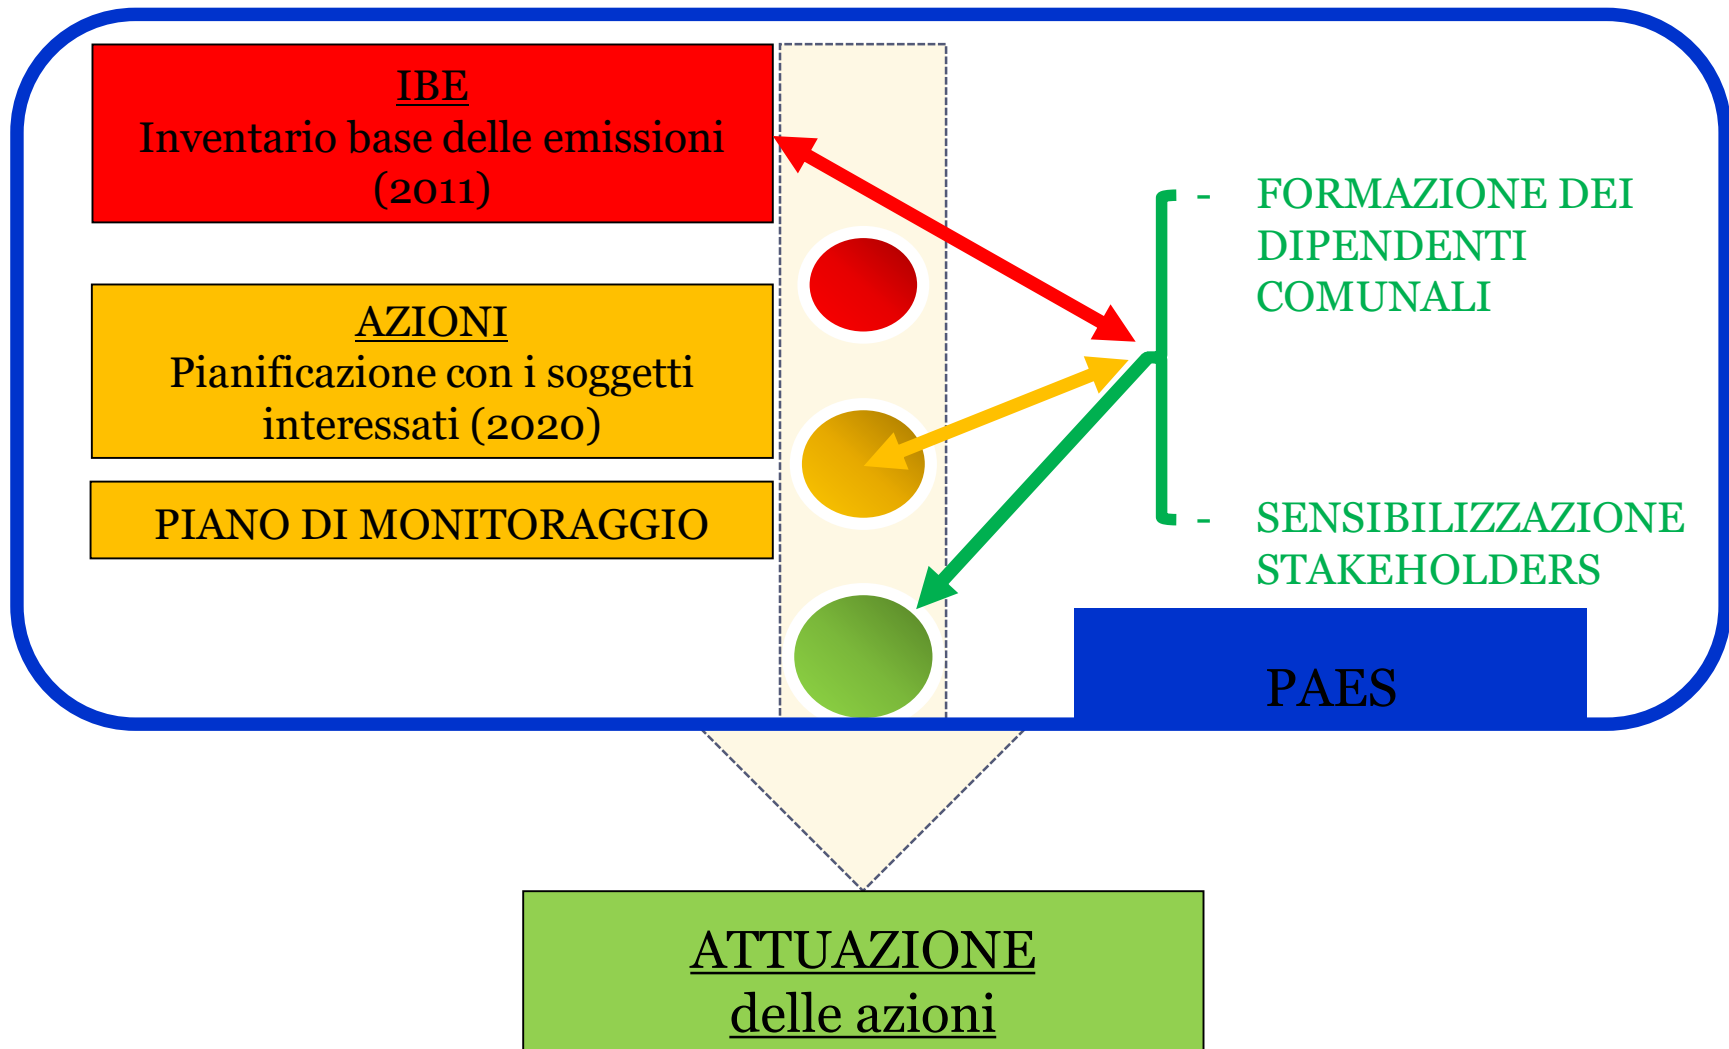 IBE
Inventario base delle emissioni
(2011)
AZIONI
Pianificazione con i soggetti
interessati (2020)
PIANO DI MONITORAGGIO
- FORMAZIONE DEI
DIPENDENTI
COMUNALI
- SENSIBILIZZAZIONE
STAKEHOLDERS
PAES
ATTUAZIONE
delle azioni